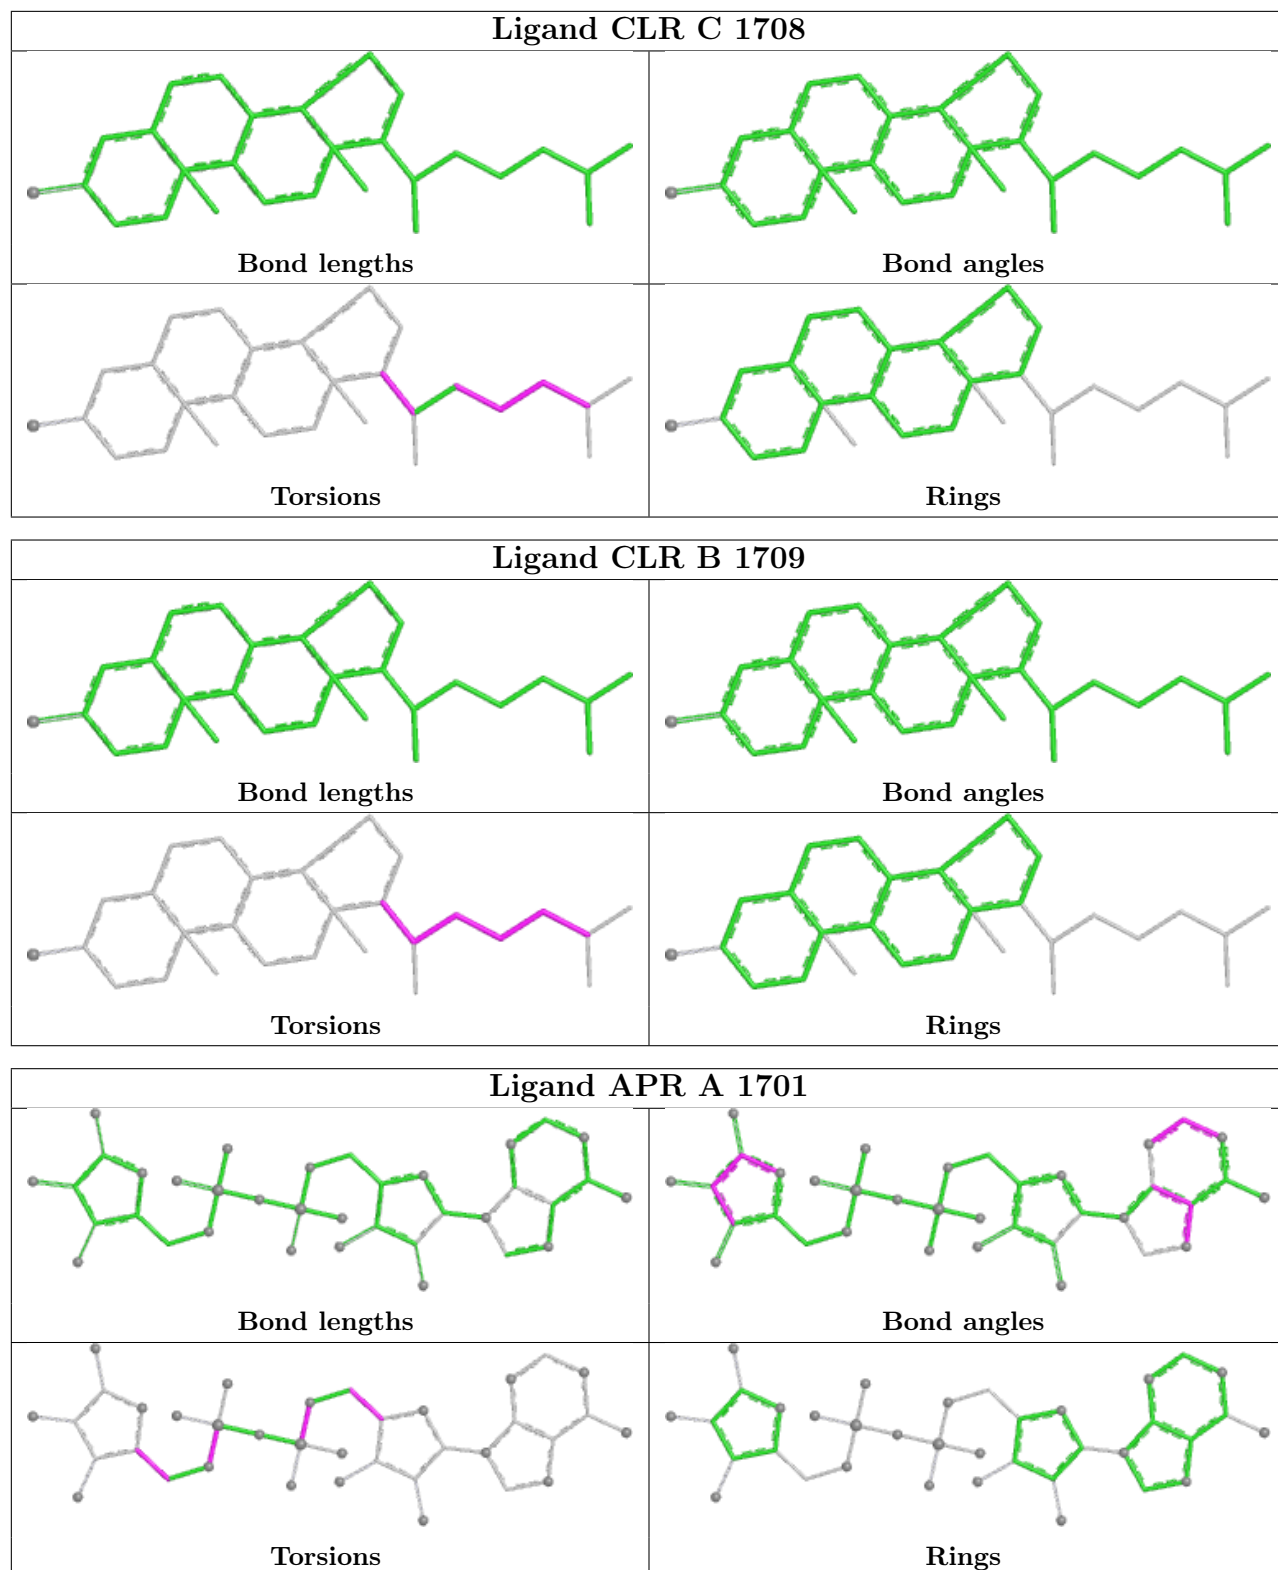 Ligand CLR C 1708
Bond lengths
Bond angles
Torsions
Rings
Ligand CLR B 1709
Bond lengths
Bond angles
Torsions
Rings
Ligand APR A 1701
Bond lengths
Bond angles
Torsions
Rings